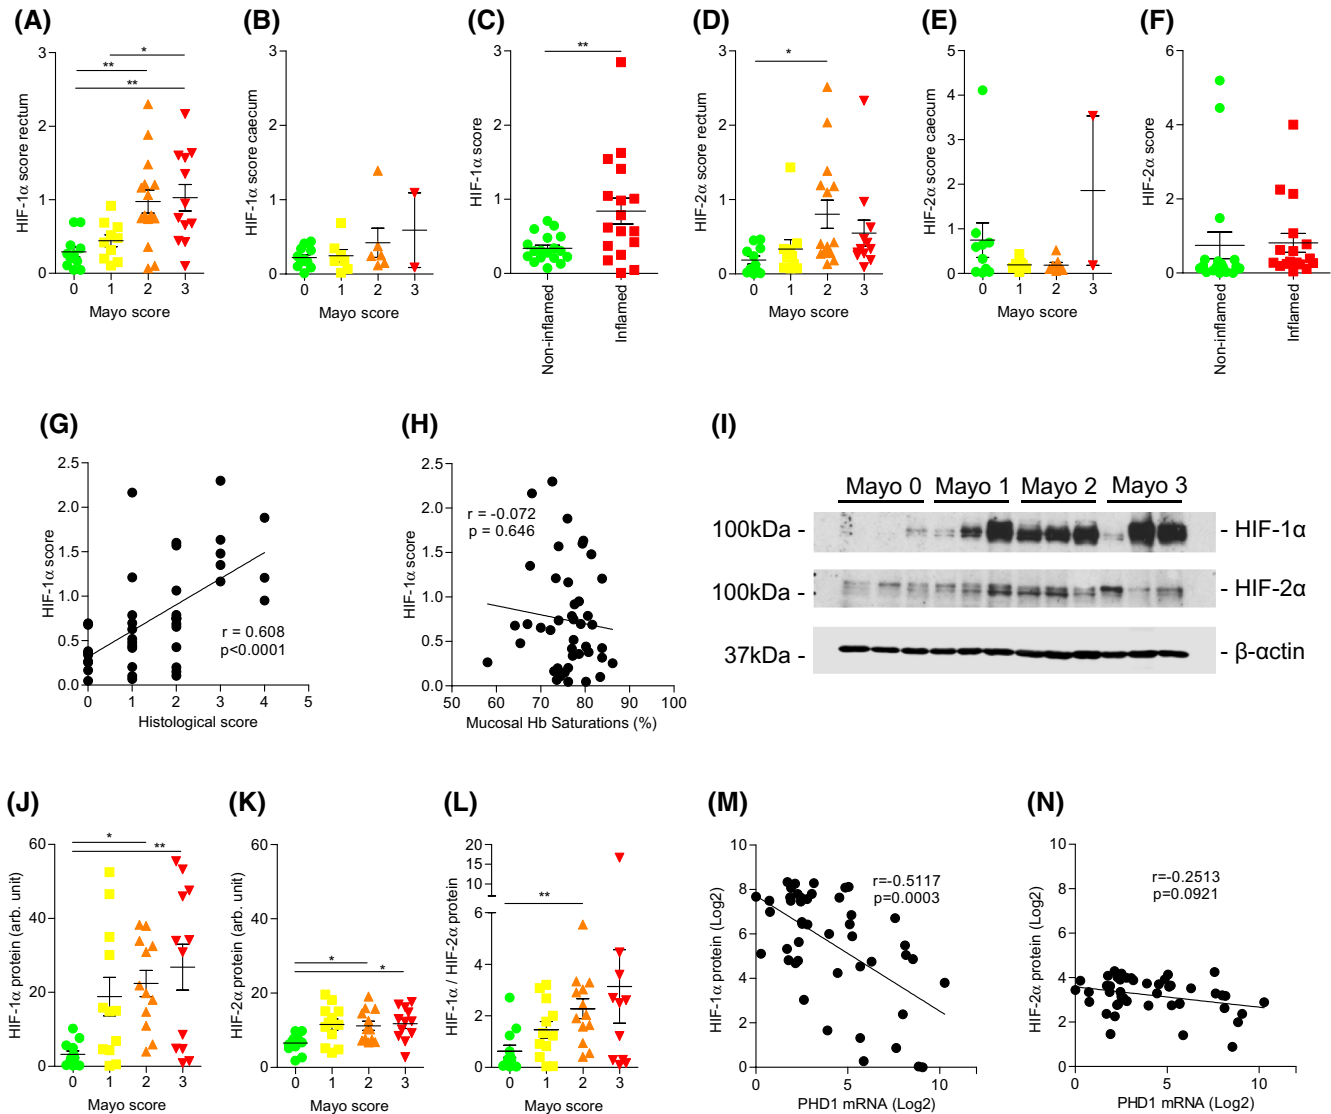 (A)
HIF-1α score rectum
3
2
1
0
*
**
**
0 1 2 3
Mayo score
(B)
HIF-1α score caecum
3
2
1
0
0 1 2 3
Mayo score
(C)
HIF-1α score
3
2
1
0
**
Non-inflamed
Inflamed
(D)
HIF-2α score rectum
3
2
1
0
*
0 1 2 3
Mayo score
(E)
HIF-2α score caecum
5
4
3
2
1
0
0 1 2 3
Mayo score
(F)
HIF-2α score
6
4
2
0
Non-inflamed
Inflamed
(G)
HIF-1α score
2.5
2.0
1.5
1.0
0.5
0.0
r = 0.608
p<0.0001
0 1 2 3 4 5
Histological score
(H)
HIF-1α score
2.5
2.0
1.5
1.0
0.5
0.0
r = -0.072
p = 0.646
50 60 70 80 90 100
Mucosal Hb Saturations (%)
(I)
Mayo 0 Mayo 1 Mayo 2 Mayo 3
100kDa - - HIF-1α
100kDa - - HIF-2α
37kDa - - β-actin
(J)
HIF-1α protein (arb. unit)
60
40
20
0
*
**
0 1 2 3
Mayo score
(K)
HIF-2α protein (arb. unit)
60
40
20
0
*
*
0 1 2 3
Mayo score
(L)
HIF-1α / HIF-2α protein
20
15
10
6
4
2
0
**
0 1 2 3
Mayo score
(M)
HIF-1α protein (Log2)
10
8
6
4
2
0
r=-0.5117
p=0.0003
0 5 10
PHD1 mRNA (Log2)
(N)
HIF-2α protein (Log2)
10
8
6
4
2
0
r=-0.2513
p=0.0921
0 5 10
PHD1 mRNA (Log2)